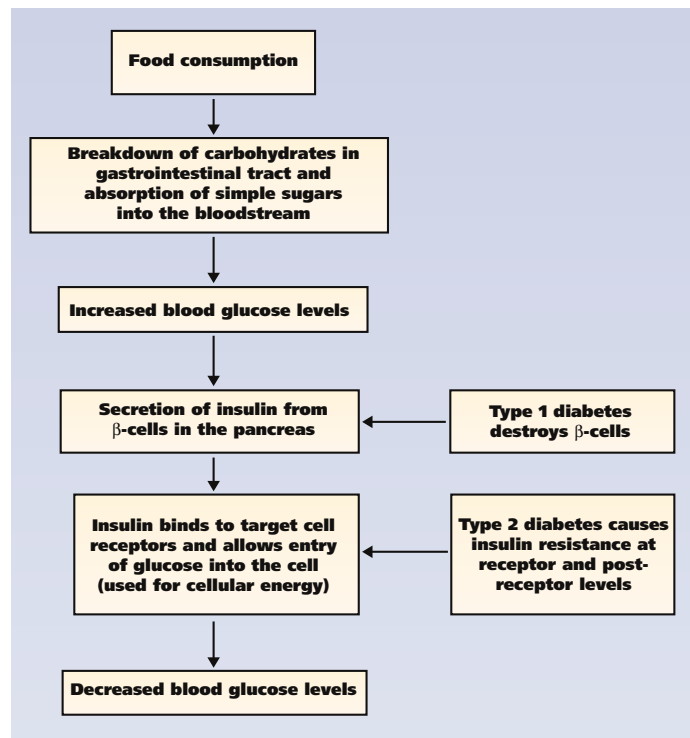 Food consumption
Breakdown of carbohydrates in
gastrointestinal tract and
absorption of simple sugars
into the bloodstream
Increased blood glucose levels
Secretion of insulin from
β-cells in the pancreas
Type 1 diabetes
destroys β-cells
Insulin binds to target cell
receptors and allows entry
of glucose into the cell
(used for cellular energy)
Type 2 diabetes causes
insulin resistance at
receptor and post-
receptor levels
Decreased blood glucose levels